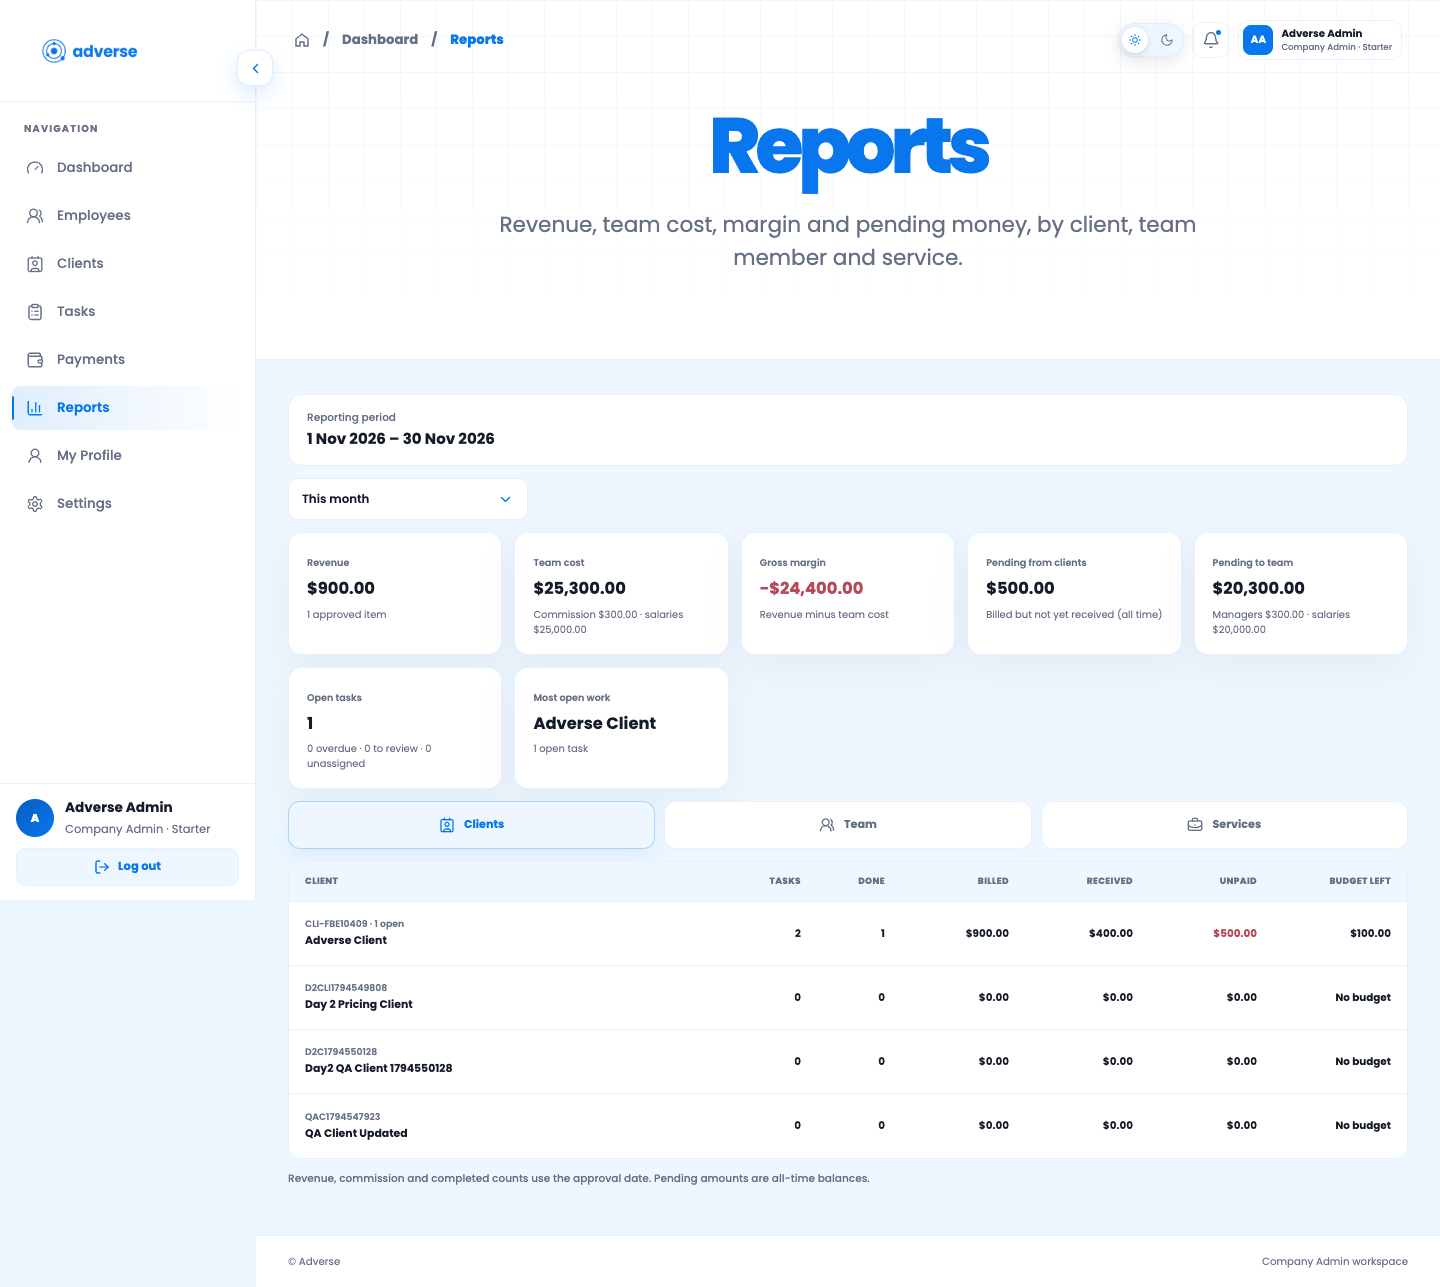 adverse
NAVIGATION
Dashboard
Employees
Clients
Tasks
Payments
Reports
My Profile
Settings
A
Adverse Admin
Company Admin · Starter
Log out
/ Dashboard / Reports
AA
Adverse Admin
Company Admin · Starter
Reports
Revenue, team cost, margin and pending money, by client, team
member and service.
Reporting period
1 Nov 2026 – 30 Nov 2026
This month
Revenue
$900.00
1 approved item
Team cost
$25,300.00
Commission $300.00 · salaries
$25,000.00
Gross margin
-$24,400.00
Revenue minus team cost
Pending from clients
$500.00
Billed but not yet received (all time)
Pending to team
$20,300.00
Managers $300.00 · salaries
$20,000.00
Open tasks
1
0 overdue · 0 to review · 0
unassigned
Most open work
Adverse Client
1 open task
Clients
Team
Services
CLIENT TASKS DONE BILLED RECEIVED UNPAID BUDGET LEFT
CLI-FBE10409 · 1 open
Adverse Client 2 1 $900.00 $400.00 $500.00 $100.00
D2CLI1794549808
Day 2 Pricing Client 0 0 $0.00 $0.00 $0.00 No budget
D2C1794550128
Day2 QA Client 1794550128 0 0 $0.00 $0.00 $0.00 No budget
QAC1794547923
QA Client Updated 0 0 $0.00 $0.00 $0.00 No budget
Revenue, commission and completed counts use the approval date. Pending amounts are all-time balances.
© Adverse
Company Admin workspace